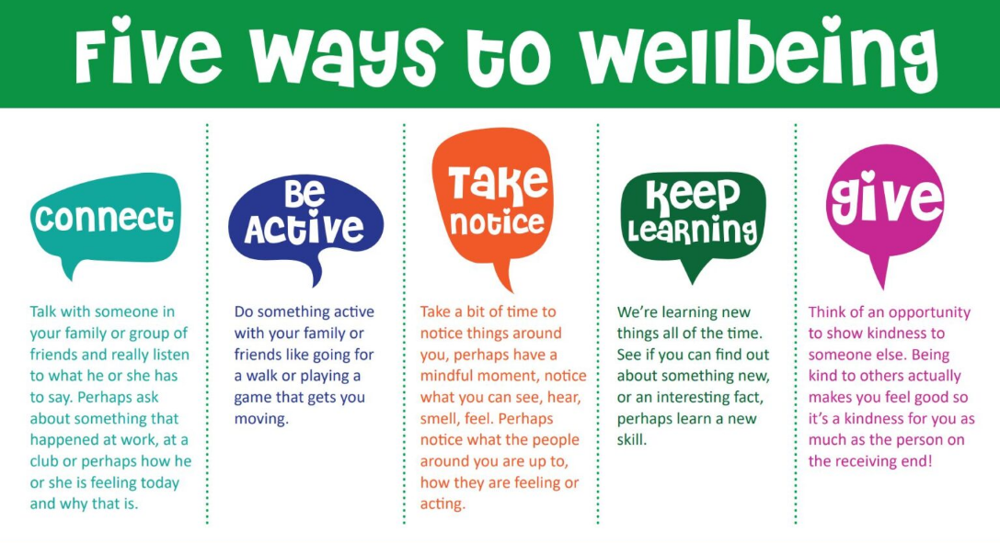 Five Ways to Wellbeing
Connect
Talk with someone in
your family or group of
friends and really listen
to what he or she has
to say. Perhaps ask
about something that
happened at work, at a
club or perhaps how he
or she is feeling today
and why that is.
Be
Active
Do something active
with your family or
friends like going for
a walk or playing a
game that gets you
moving.
Take
notice
Take a bit of time to
notice things around
you, perhaps have a
mindful moment, notice
what you can see, hear,
smell, feel. Perhaps
notice what the people
around you are up to,
how they are feeling or
acting.
Keep
Learning
We're learning new
things all of the time.
See if you can find out
about something new,
or an interesting fact,
perhaps learn a new
skill.
give
Think of an opportunity
to show kindness to
someone else. Being
kind to others actually
makes you feel good so
it's a kindness for you as
much as the person on
the receiving end!